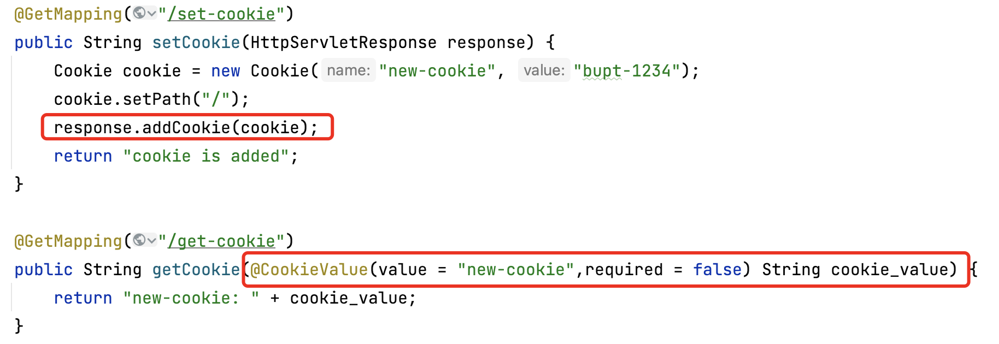 @GetMapping("/set-cookie")
public String setCookie(HttpServletResponse response) {
    Cookie cookie = new Cookie( name: "new-cookie", value: "bupt-1234");
    cookie.setPath("/");
    response.addCookie(cookie);
    return "cookie is added";
}
@GetMapping("/get-cookie")
public String getCookie(@CookieValue(value = "new-cookie",required = false) String cookie_value) {
    return "new-cookie: " + cookie_value;
}